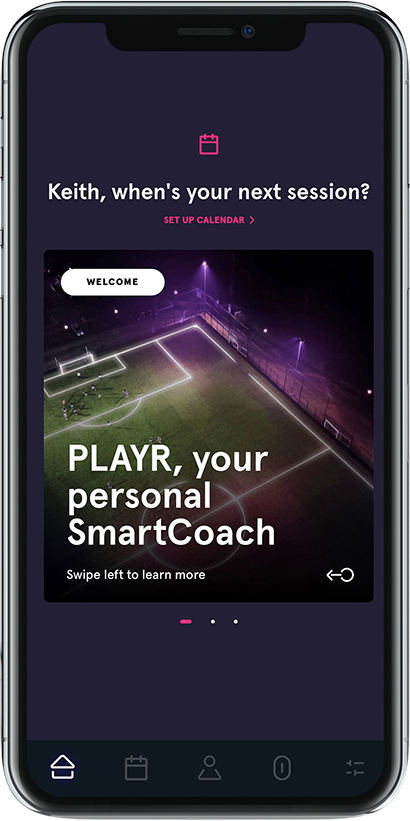 Keith, when's your next session?
SET UP CALENDAR
WELCOME
PLAYR, your
personal
SmartCoach
Swipe left to learn more